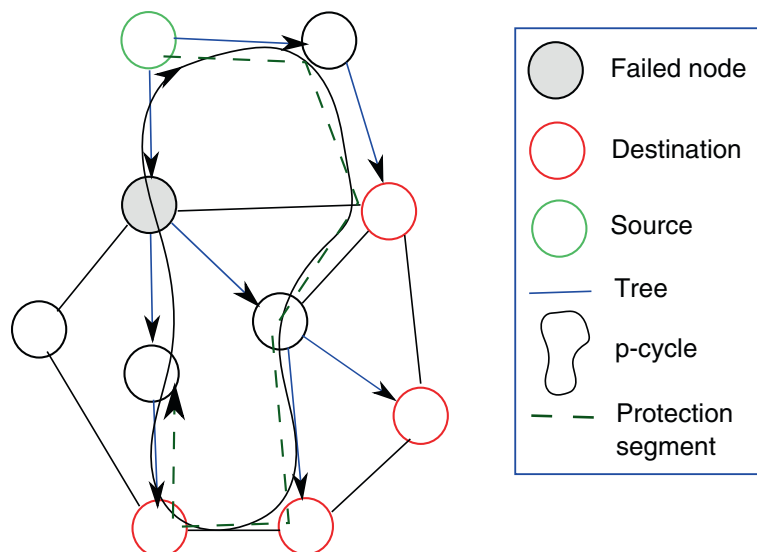 Failed node
Destination
Source
Tree
p-cycle
Protection
segment